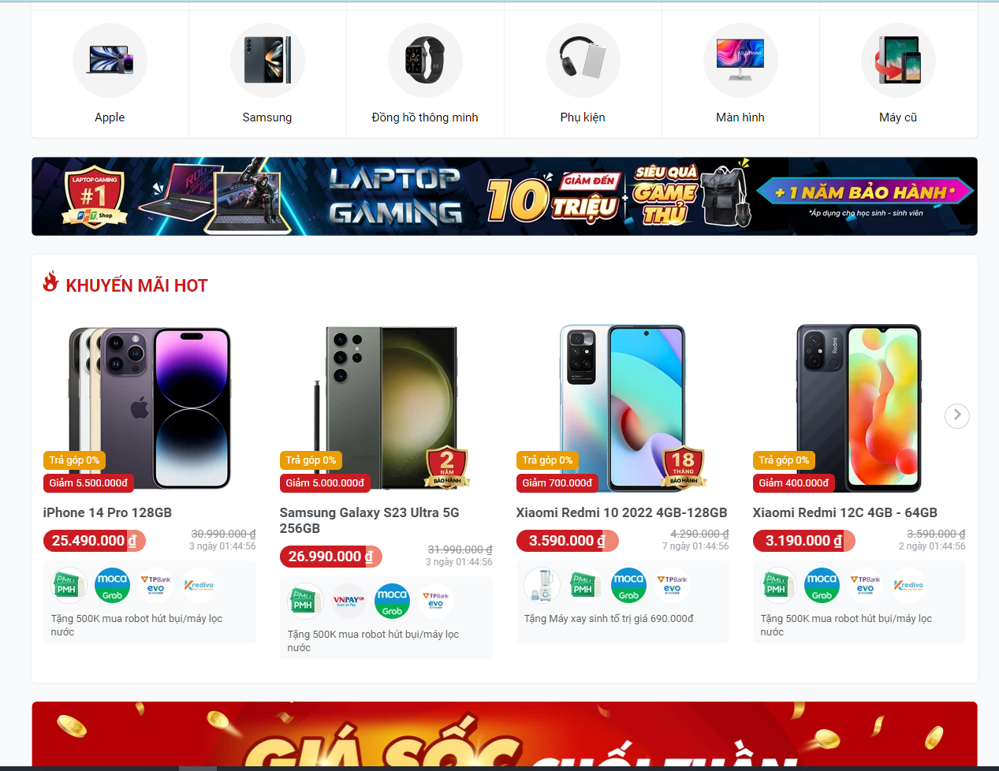 Apple
Samsung
Đồng hồ thông minh
Phụ kiện
Màn hình
Máy cũ
LAPTOP GAMING
#1
FPT Shop
LAPTOP
GAMING
GIẢM ĐẾN
10 TRIỆU
+
SIÊU QUÀ
GAME
THỦ
+ 1 NĂM BẢO HÀNH*
*Áp dụng cho học sinh - sinh viên
KHUYẾN MÃI HOT
Trả góp 0%
Giảm 5.500.000đ
iPhone 14 Pro 128GB
25.490.000 ₫
30.990.000 ₫
3 ngày 01:44:56
PMH
moca
Grab
TPBank
evo
Kredivo
Tặng 500K mua robot hút bụi/máy lọc
nước
2
NĂM
BẢO HÀNH
Trả góp 0%
Giảm 5.000.000đ
Samsung Galaxy S23 Ultra 5G
256GB
26.990.000 ₫
31.990.000 ₫
3 ngày 01:44:56
PMH
VNPAYQR
Scan to Pay
moca
Grab
TPBank
evo
Tặng 500K mua robot hút bụi/máy lọc
nước
18
THÁNG
BẢO HÀNH
Trả góp 0%
Giảm 700.000đ
Xiaomi Redmi 10 2022 4GB-128GB
3.590.000 ₫
4.290.000 ₫
7 ngày 01:44:56
PMH
moca
Grab
TPBank
evo
Tặng Máy xay sinh tố trị giá 690.000đ
Redmi
Trả góp 0%
Giảm 400.000đ
Xiaomi Redmi 12C 4GB - 64GB
3.190.000 ₫
3.590.000 ₫
2 ngày 01:44:56
PMH
moca
Grab
TPBank
evo
Kredivo
Tặng 500K mua robot hút bụi/máy lọc
nước
GIÁ SỐC
CUỐI TUẦN